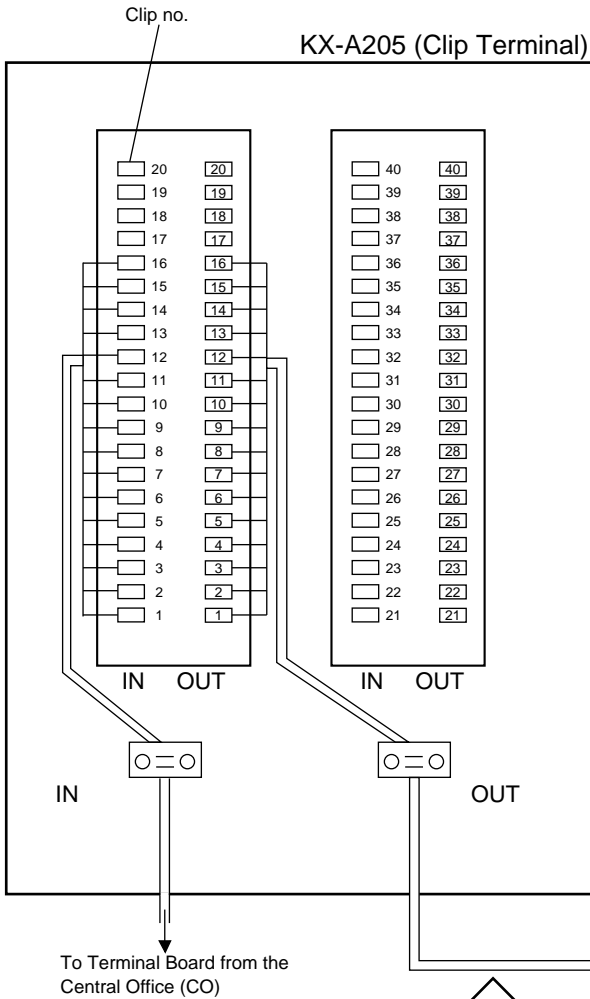 Clip no.
KX-A205 (Clip Terminal)
20 20 40 40
19 19 39 39
18 18 38 38
17 17 37 37
16 16 36 36
15 15 35 35
14 14 34 34
13 13 33 33
12 12 32 32
11 11 31 31
10 10 30 30
9 9 29 29
8 8 28 28
7 7 27 27
6 6 26 26
5 5 25 25
4 4 24 24
3 3 23 23
2 2 22 22
1 1 21 21
IN OUT IN OUT
IN OUT
To Terminal Board from the
Central Office (CO)